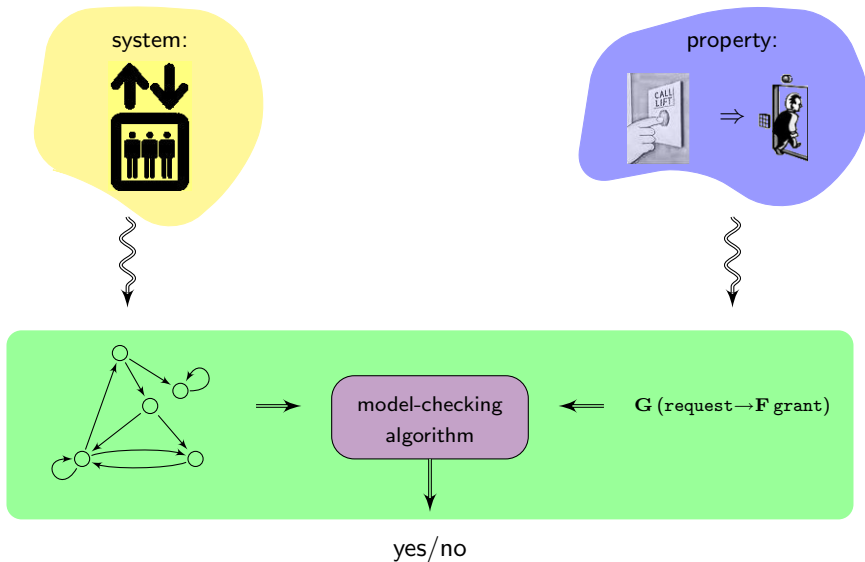 system:
property:
CALL
LIFT
⇒
model-checking
algorithm
G (request→F grant)
yes/no